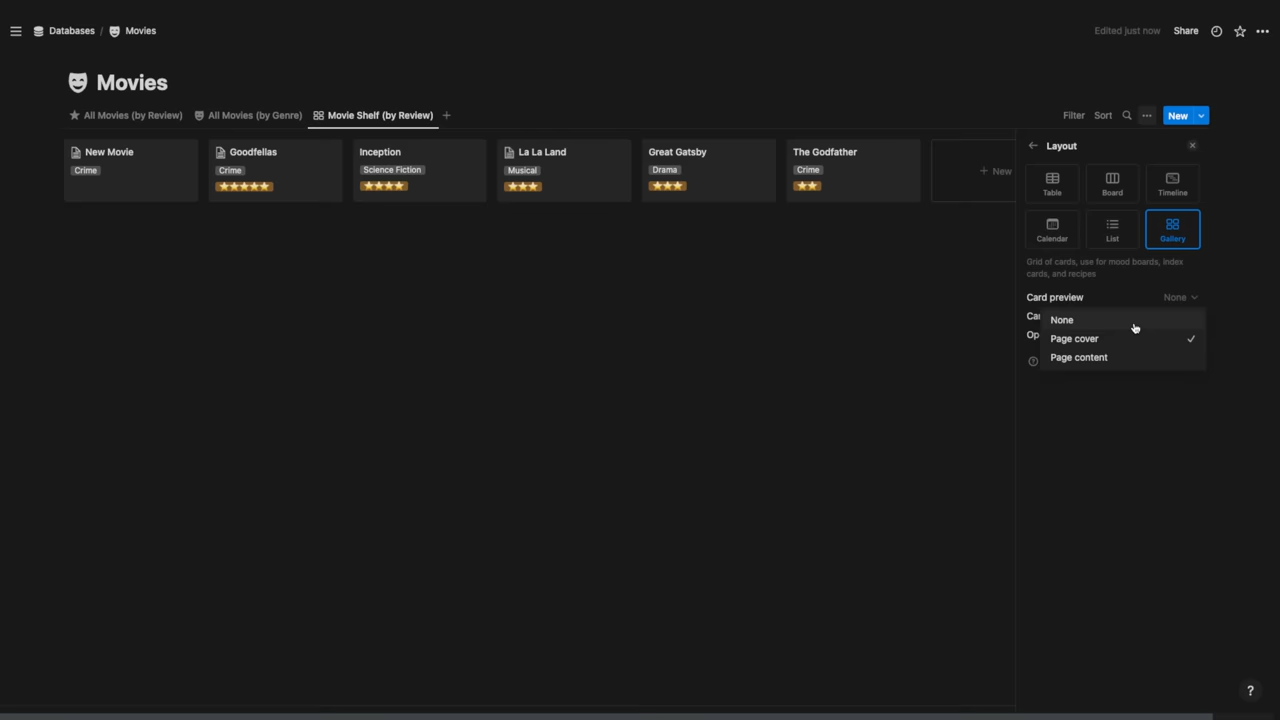 Databases / Movies
Edited just now Share
Movies
All Movies (by Review) All Movies (by Genre) Movie Shelf (by Review) +
Filter Sort ... New
New Movie
Crime
Goodfellas
Crime
⭐⭐⭐⭐⭐
Inception
Science Fiction
⭐⭐⭐⭐
La La Land
Musical
⭐⭐⭐
Great Gatsby
Drama
⭐⭐⭐
The Godfather
Crime
⭐⭐
+ New
Layout
Table Board Timeline
Calendar List Gallery
Grid of cards, use for mood boards, index
cards, and recipes
Card preview None
Ca
None
Op
Page cover ✓
Page content
?